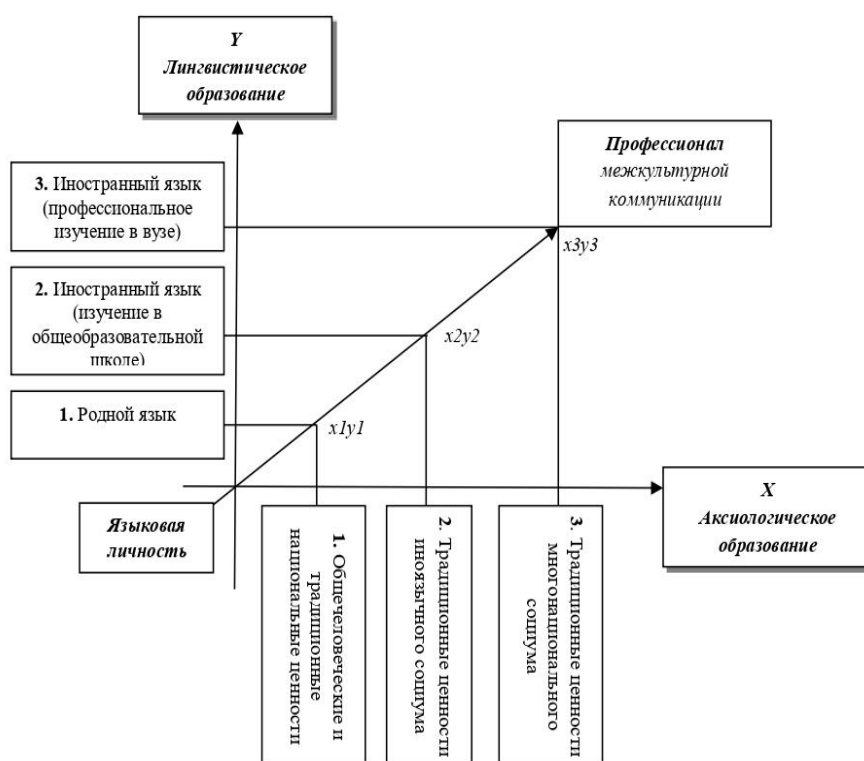 Y
Лингвистическое
образование
Профессионал
межкультурной
коммуникации
3. Иностранный язык
(профессиональное
изучение в вузе)
x3y3
2. Иностранный язык
(изучение в
общеобразовательной
школе)
x2y2
1. Родной язык
x1y1
X
Аксиологическое
образование
Языковая
личность
1. Общечеловеческие и
традиционные
национальные ценности
2. Традиционные ценности
иноязычного социума
3. Традиционные ценности
многонационального
социума